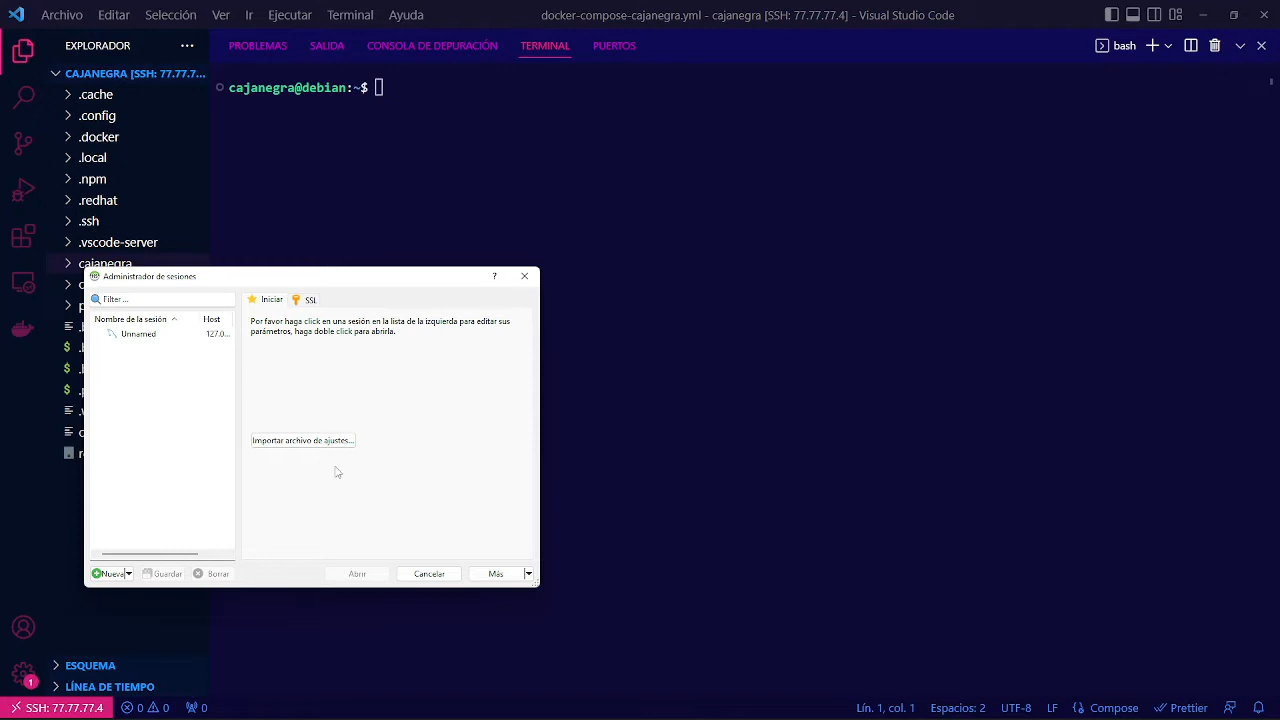 Archivo Editar Selección Ver Ir Ejecutar Terminal Ayuda
docker-compose-cajanegra.yml - cajanegra [SSH: 77.77.77.4] - Visual Studio Code
EXPLORADOR
PROBLEMAS SALIDA CONSOLA DE DEPURACIÓN TERMINAL PUERTOS
bash
CAJANEGRA [SSH: 77.77.7...
.cache
.config
.docker
.local
.npm
.redhat
.ssh
.vscode-server
cajanegra
cajanegra@debian:~$
Administrador de sesiones
?
Filter ...
Nombre de la sesión Host
Unnamed 127.0...
Iniciar SSL
Por favor haga click en una sesión en la lista de la izquierda para editar sus
parámetros, haga doble click para abrirla.
Importar archivo de ajustes...
Nueva Guardar Borrar Abrir Cancelar Más
ESQUEMA
LÍNEA DE TIEMPO
1
SSH: 77.77.77.4 0 0 0 Lín. 1, col. 1 Espacios: 2 UTF-8 LF Compose Prettier